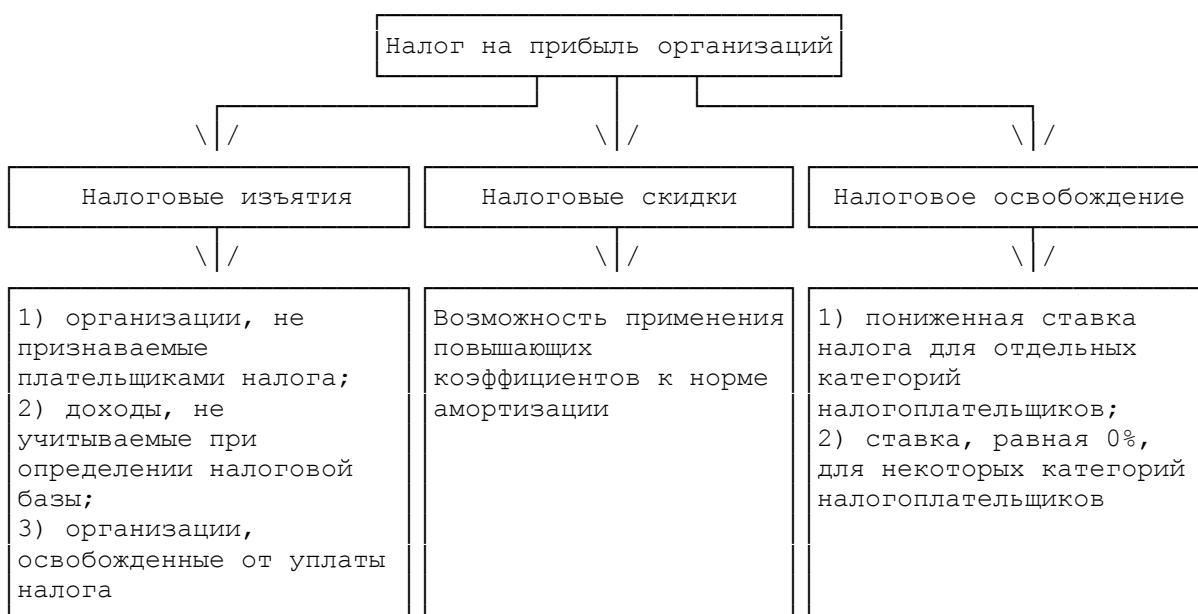 Налог на прибыль организаций
Налоговые изъятия
Налоговые скидки
Налоговое освобождение
1) организации, не
признаваемые
плательщиками налога;
2) доходы, не
учитываемые при
определении налоговой
базы;
3) организации,
освобожденные от уплаты
налога
Возможность применения
повышающих
коэффициентов к норме
амортизации
1) пониженная ставка
налога для отдельных
категорий
налогоплательщиков;
2) ставка, равная 0%,
для некоторых категорий
налогоплательщиков